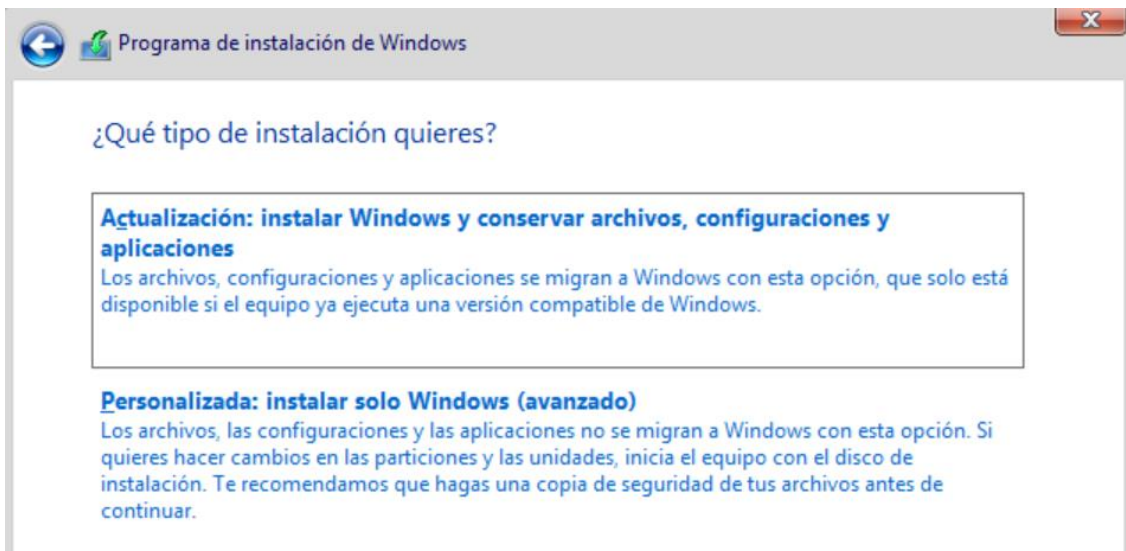 Programa de instalación de Windows
¿Qué tipo de instalación quieres?
Actualización: instalar Windows y conservar archivos, configuraciones y
aplicaciones
Los archivos, configuraciones y aplicaciones se migran a Windows con esta opción, que solo está
disponible si el equipo ya ejecuta una versión compatible de Windows.
Personalizada: instalar solo Windows (avanzado)
Los archivos, las configuraciones y las aplicaciones no se migran a Windows con esta opción. Si
quieres hacer cambios en las particiones y las unidades, inicia el equipo con el disco de
instalación. Te recomendamos que hagas una copia de seguridad de tus archivos antes de
continuar.